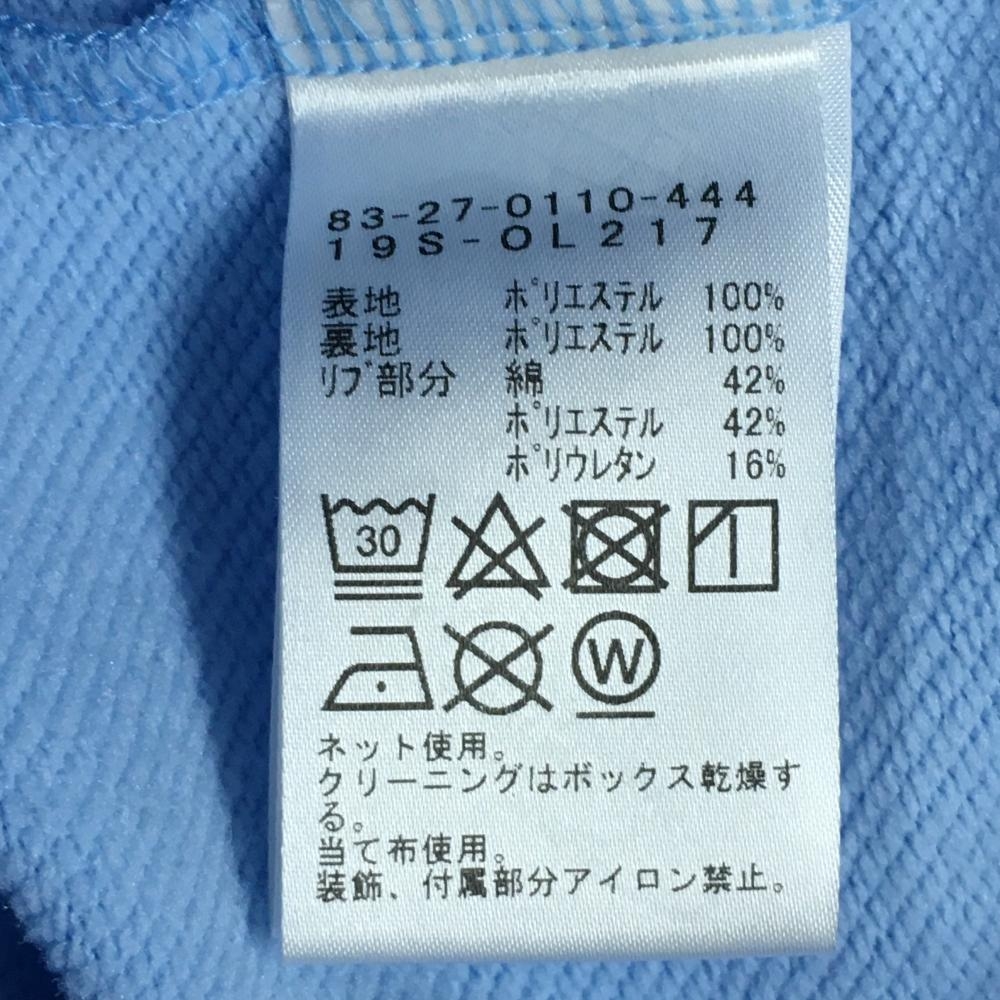 83-27-0110-444
19S-OL217
表地 ポリエステル 100%
裏地 ポリエステル 100%
リブ部分 綿 42%
ポリエステル 42%
ポリウレタン 16%
30
W
ネット使用。
クリーニングはボックス乾燥す
る。
当て布使用。
装飾、付属部分アイロン禁止。